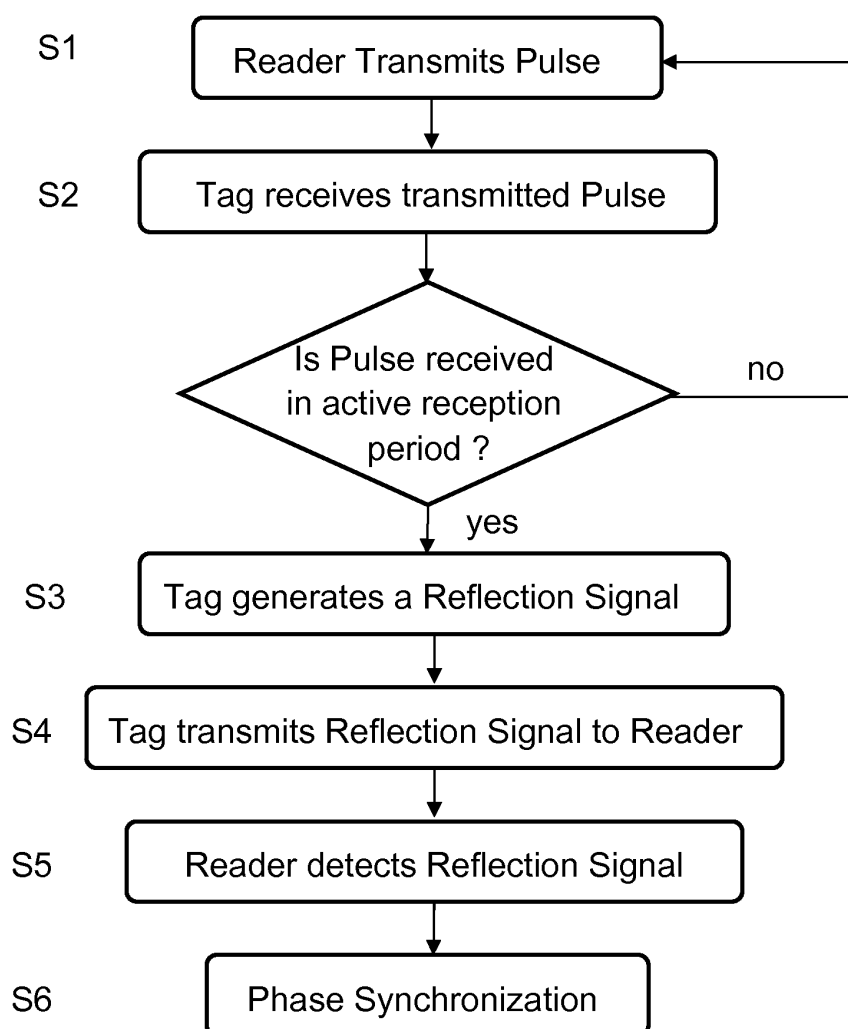 S1
Reader Transmits Pulse
S2
Tag receives transmitted Pulse
Is Pulse received
in active reception
period ?
no
yes
S3
Tag generates a Reflection Signal
S4
Tag transmits Reflection Signal to Reader
S5
Reader detects Reflection Signal
S6
Phase Synchronization